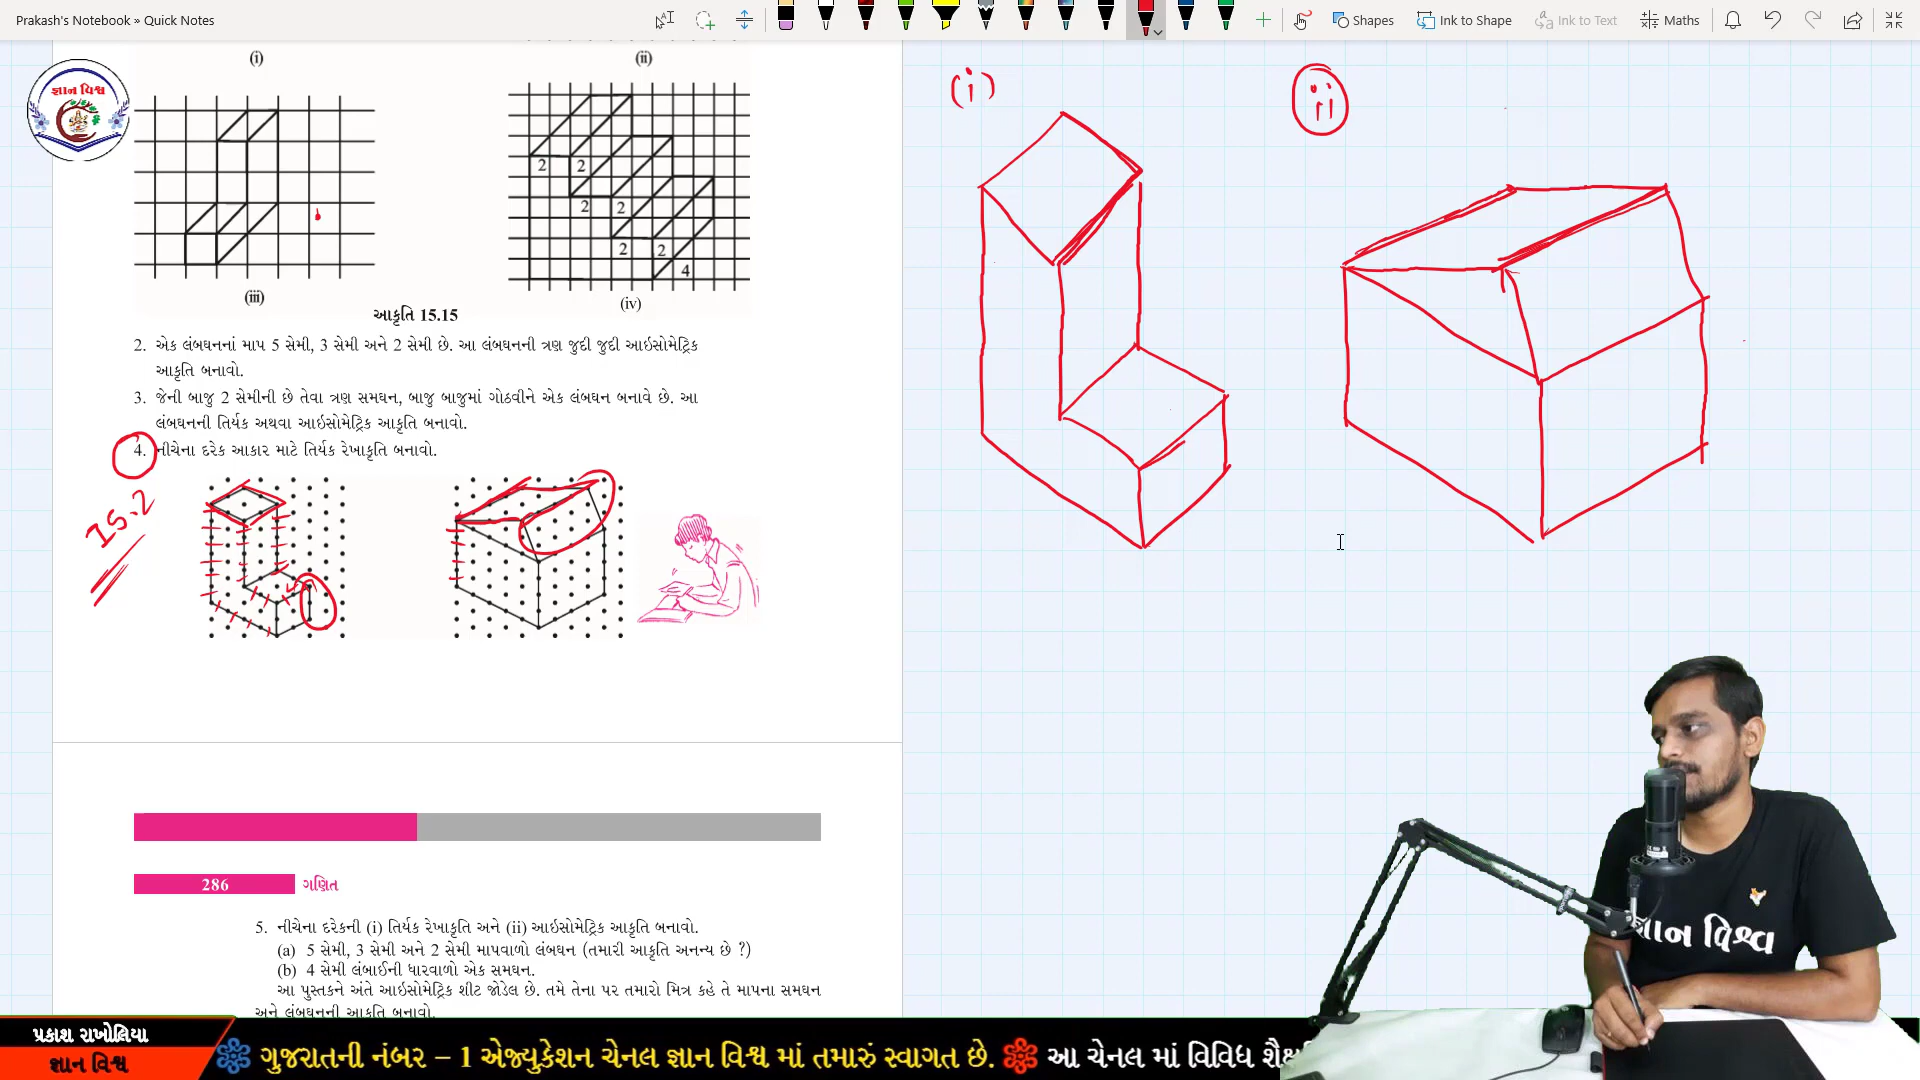 Prakash's Notebook » Quick Notes
Shapes
Ink to Shape
Ink to Text
Maths
(i)
(ii)
જ્ઞાન વિશ્વ
2 2
2 2
2 2
4
(iii)
(iv)
આકૃતિ 15.15
2. એક લંબઘનનાં માપ 5 સેમી, 3 સેમી અને 2 સેમી છે. આ લંબઘનની ત્રણ જુદી જુદી આઇસોમેટ્રિક
આકૃતિ બનાવો.
3. જેની બાજુ 2 સેમીની છે તેવા ત્રણ સમઘન, બાજુ બાજુમાં ગોઠવીને એક લંબઘન બનાવે છે. આ
લંબઘનની તિર્યક અથવા આઇસોમેટ્રિક આકૃતિ બનાવો.
4. નીચેના દરેક આકાર માટે તિર્યક રેખાકૃતિ બનાવો.
15.2
(i)
ii
286 ગણિત
5. નીચેના દરેકની (i) તિર્યક રેખાકૃતિ અને (ii) આઇસોમેટ્રિક આકૃતિ બનાવો.
(a) 5 સેમી, 3 સેમી અને 2 સેમી માપવાળો લંબઘન (તમારી આકૃતિ અનન્ય છે ?)
(b) 4 સેમી લંબાઈની ધારવાળો એક સમઘન.
આ પુસ્તકને અંતે આઇસોમેટ્રિક શીટ જોડેલ છે. તમે તેના પર તમારો મિત્ર કહે તે માપના સમઘન
અને લંબઘનની આકૃતિ બનાવો.
જ્ઞાન વિશ્વ
પ્રકાશ રાખોલિયા
જ્ઞાન વિશ્વ
ગુજરાતની નંબર – 1 એજ્યુકેશન ચેનલ જ્ઞાન વિશ્વ માં તમારું સ્વાગત છે. આ ચેનલ માં વિવિધ